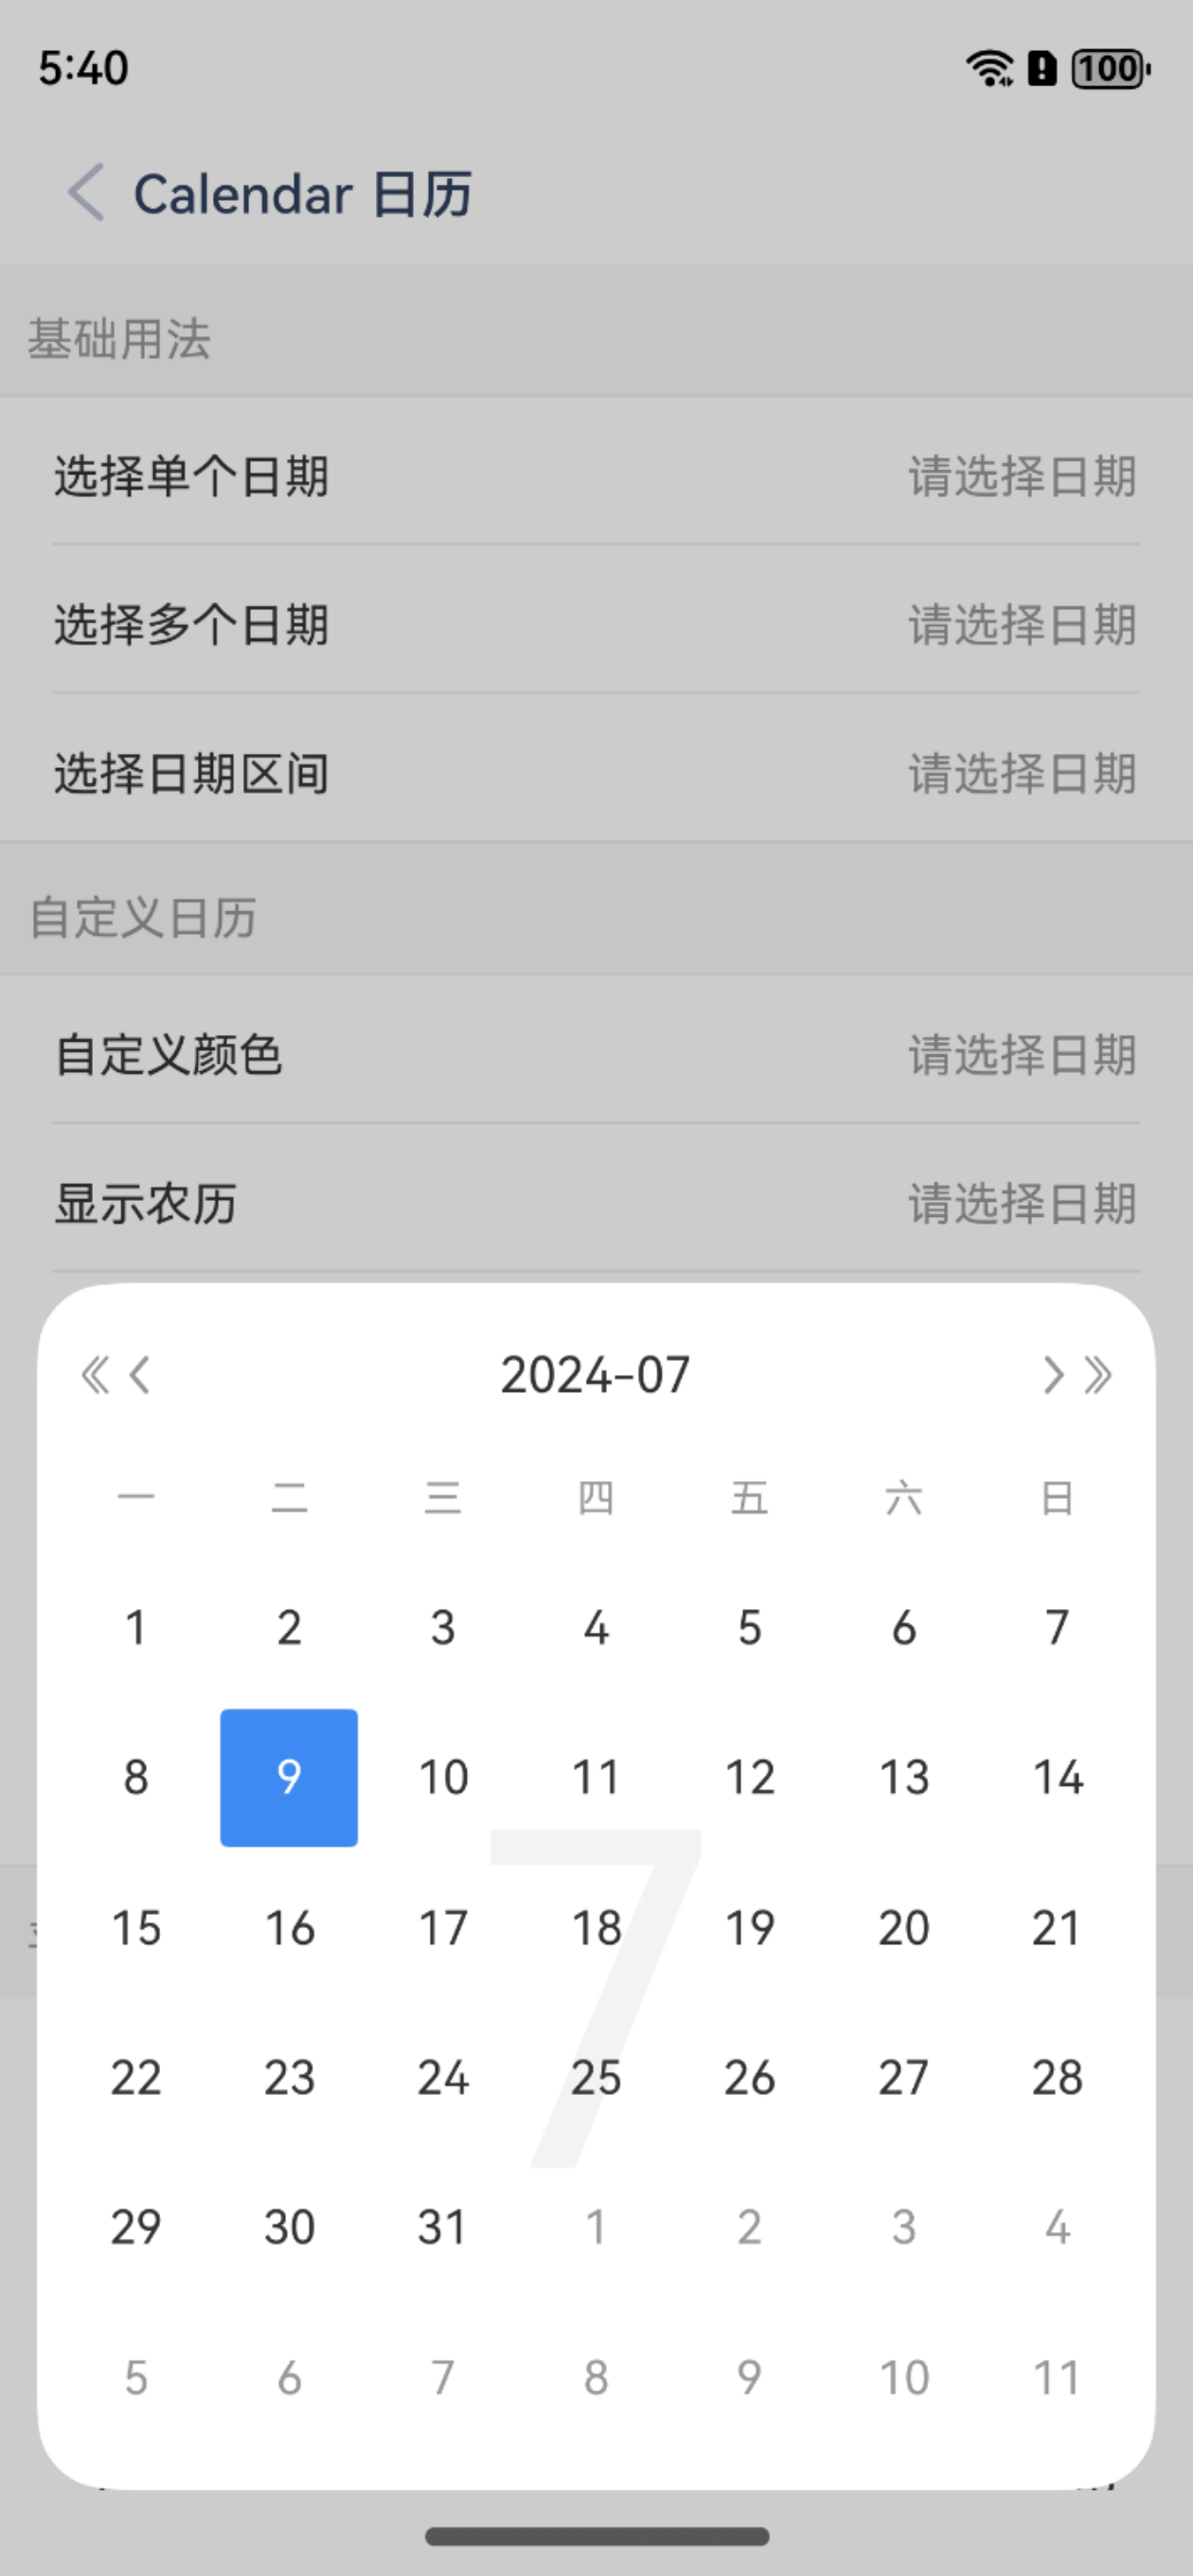 5:40
100
Calendar 日历
基础用法
选择单个日期 请选择日期
选择多个日期 请选择日期
选择日期区间 请选择日期
自定义日历
自定义颜色 请选择日期
显示农历 请选择日期
2024-07
一 二 三 四 五 六 日
1 2 3 4 5 6 7
8 9 10 11 12 13 14
7
15 16 17 18 19 20 21
22 23 24 25 26 27 28
29 30 31 1 2 3 4
5 6 7 8 9 10 11